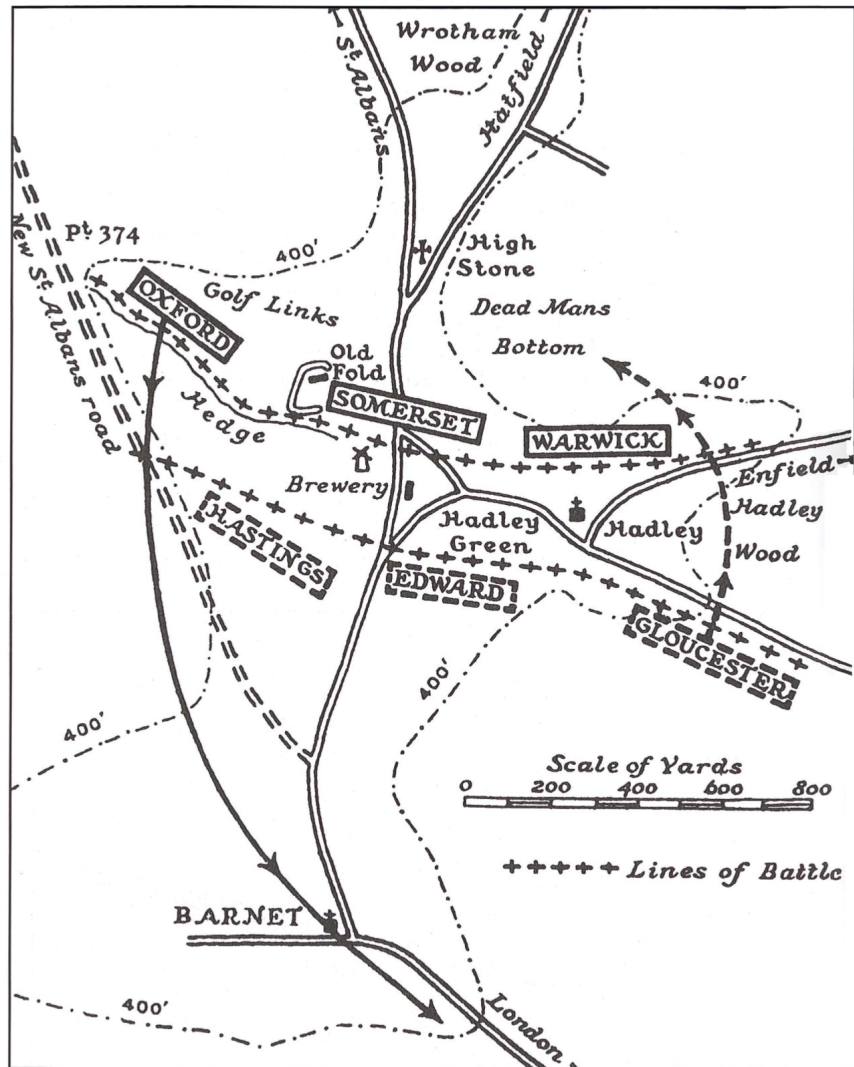 Wrotham
Wood
St. Albans
Hatfield
Pt. 374
New St. Albans road
400'
High
Stone
OXFORD
Golf Links
Dead Mans
Bottom
Old
Fold
400'
SOMERSET
Hedge
WARWICK
Brewery
Enfield
HASTINGS
Hadley
Green
Hadley
Hadley
Wood
EDWARD
GLOUCESTER
400'
400'
Scale of Yards
0 200 400 600 800
Lines of Battle
BARNET
400'
London